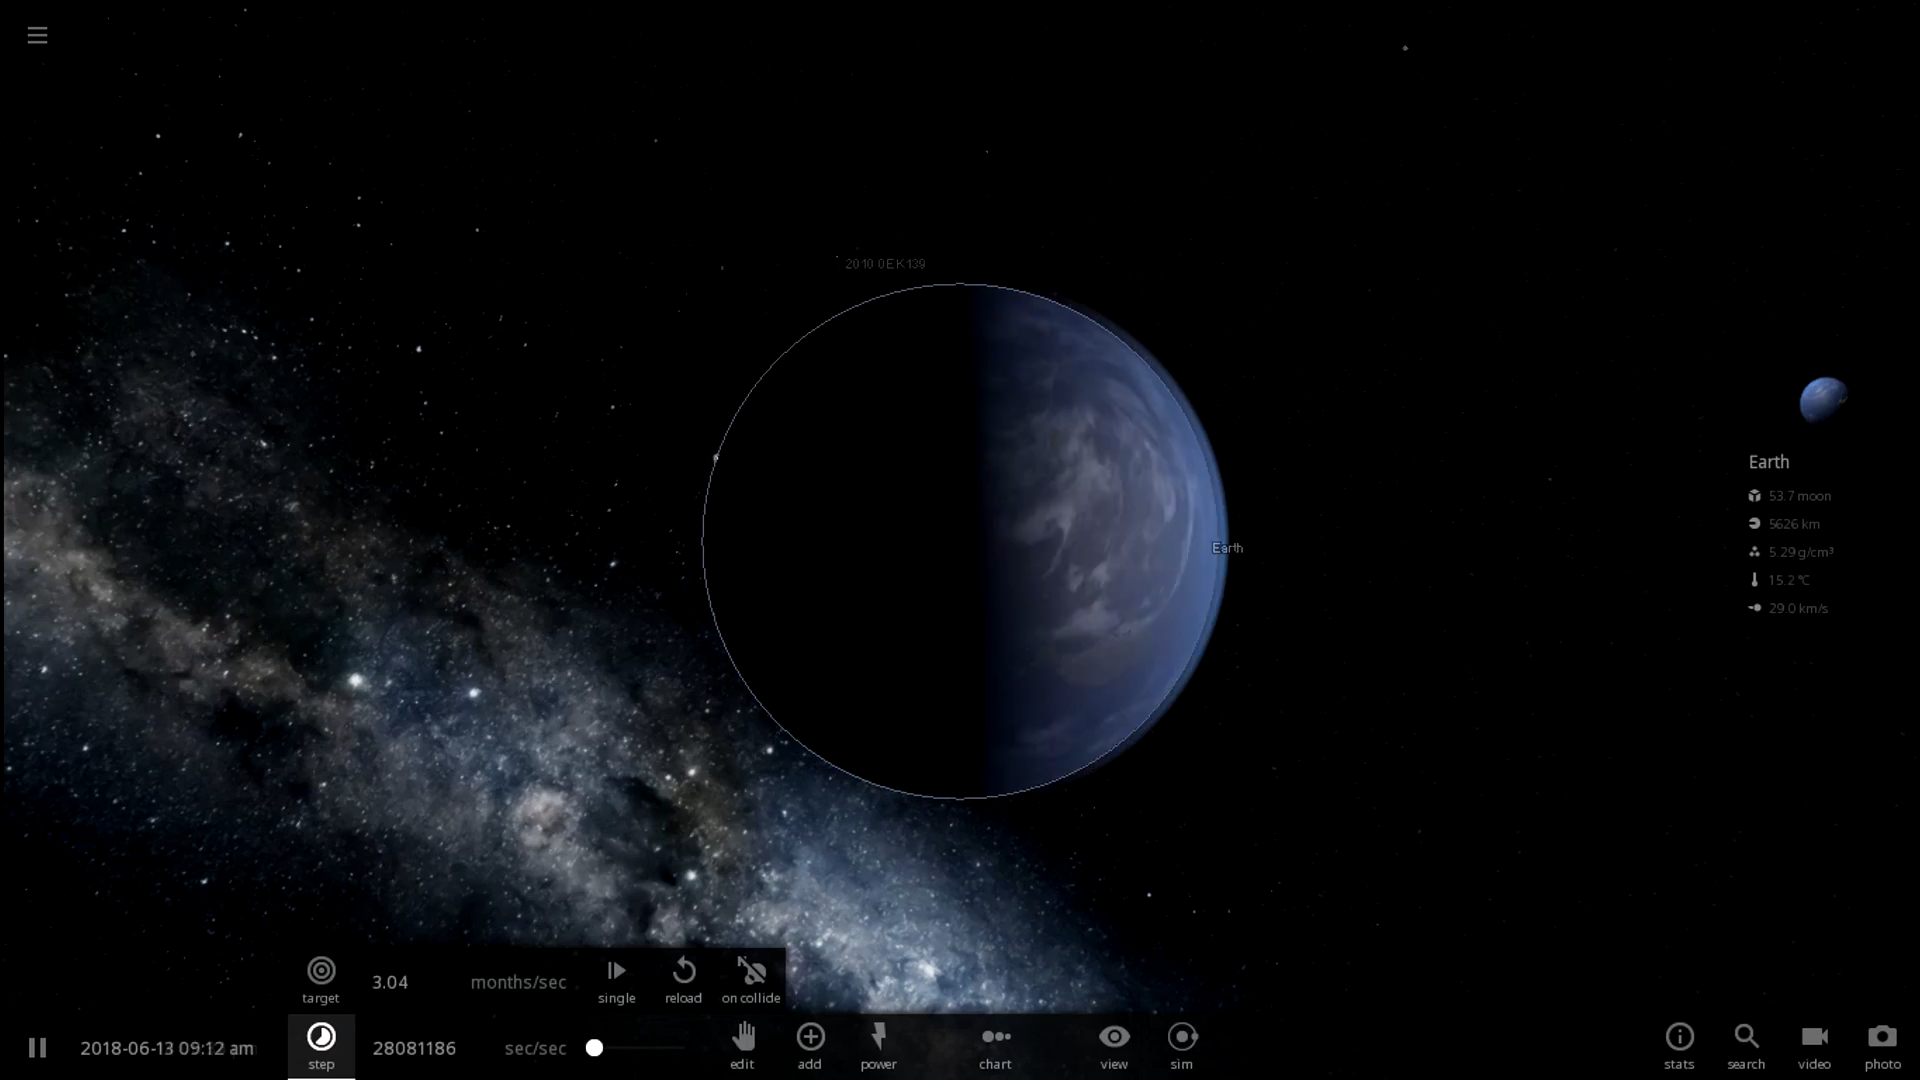 2010 0EK139
Earth
Earth
53.7 moon
5626 km
5.29 g/cm³
15.2 °C
29.0 km/s
target
3.04
months/sec
single
reload
on collide
2018-06-13 09:12 am
step
28081186
sec/sec
edit
add
power
chart
view
sim
stats
search
video
photo